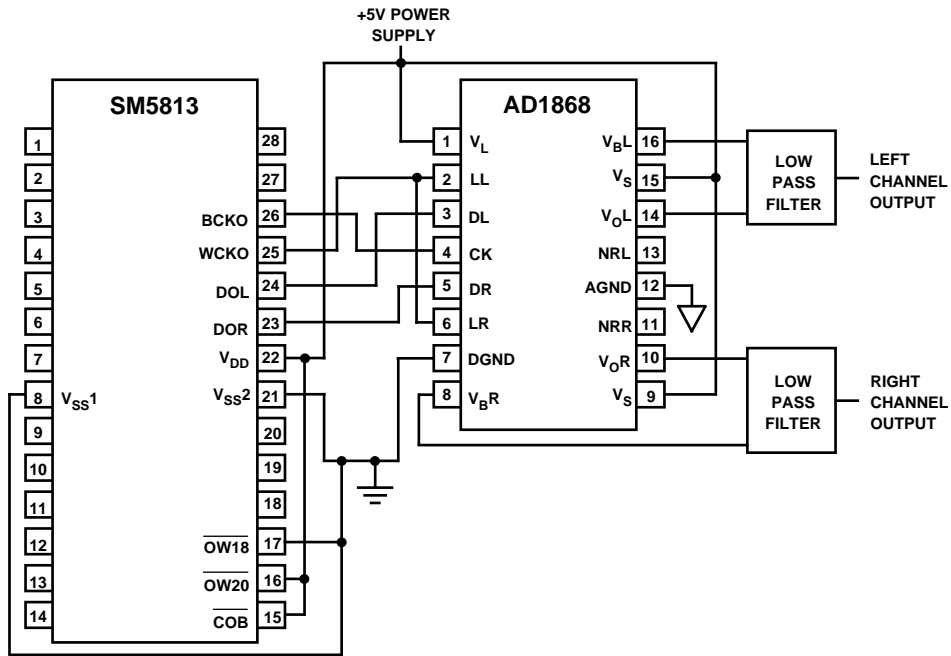 +5V POWER
SUPPLY
SM5813
AD1868
1
28
2
27
3
BCKO 26
4
WCKO 25
5
DOL 24
6
DOR 23
7
VDD 22
8 VSS1
VSS2 21
9
20
10
19
11
18
12
OW18 17
13
OW20 16
14
COB 15
1 VL
VBL 16
2 LL
VS 15
3 DL
VOL 14
4 CK
NRL 13
5 DR
AGND 12
6 LR
NRR 11
7 DGND
VOR 10
8 VBR
VS 9
LOW
PASS
FILTER
LEFT
CHANNEL
OUTPUT
LOW
PASS
FILTER
RIGHT
CHANNEL
OUTPUT